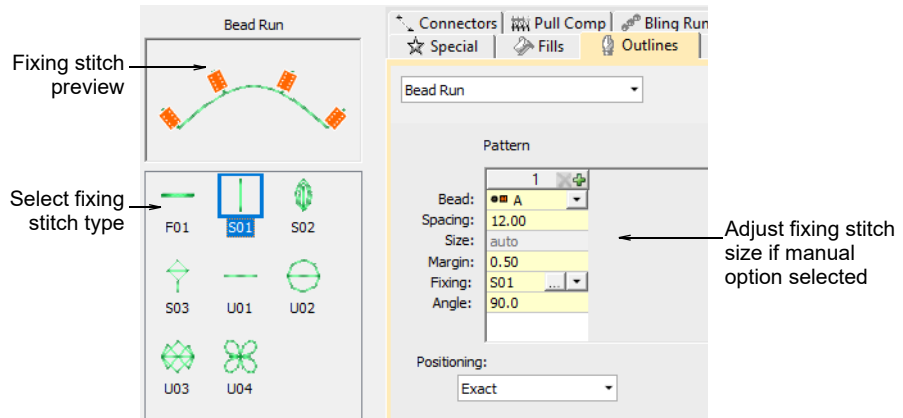 Bead Run
Fixing stitch
preview
Select fixing
stitch type
F01
S01
S02
S03
U01
U02
U03
U04
Connectors
Pull Comp
Bling Run
Special
Fills
Outlines
Bead Run
Pattern
1
Bead: A
Spacing: 12.00
Size: auto
Margin: 0.50
Fixing: S01 ...
Angle: 90.0
Positioning:
Exact
Adjust fixing stitch
size if manual
option selected